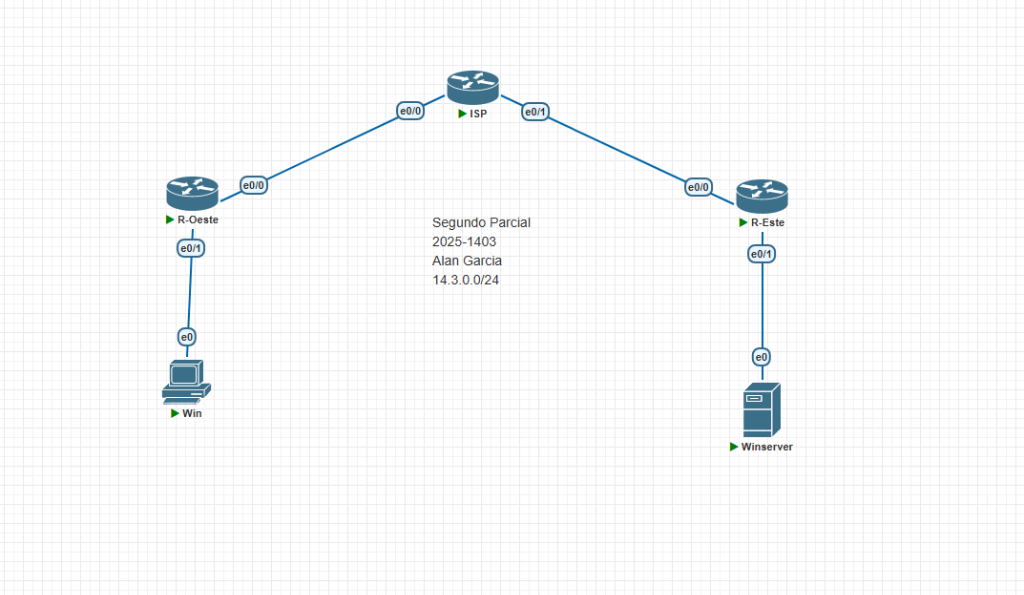 ISP
e0/0
e0/1
e0/0
e0/0
R-Oeste
R-Este
e0/1
e0/1
Segundo Parcial
2025-1403
Alan Garcia
14.3.0.0/24
e0
e0
Win
Winserver